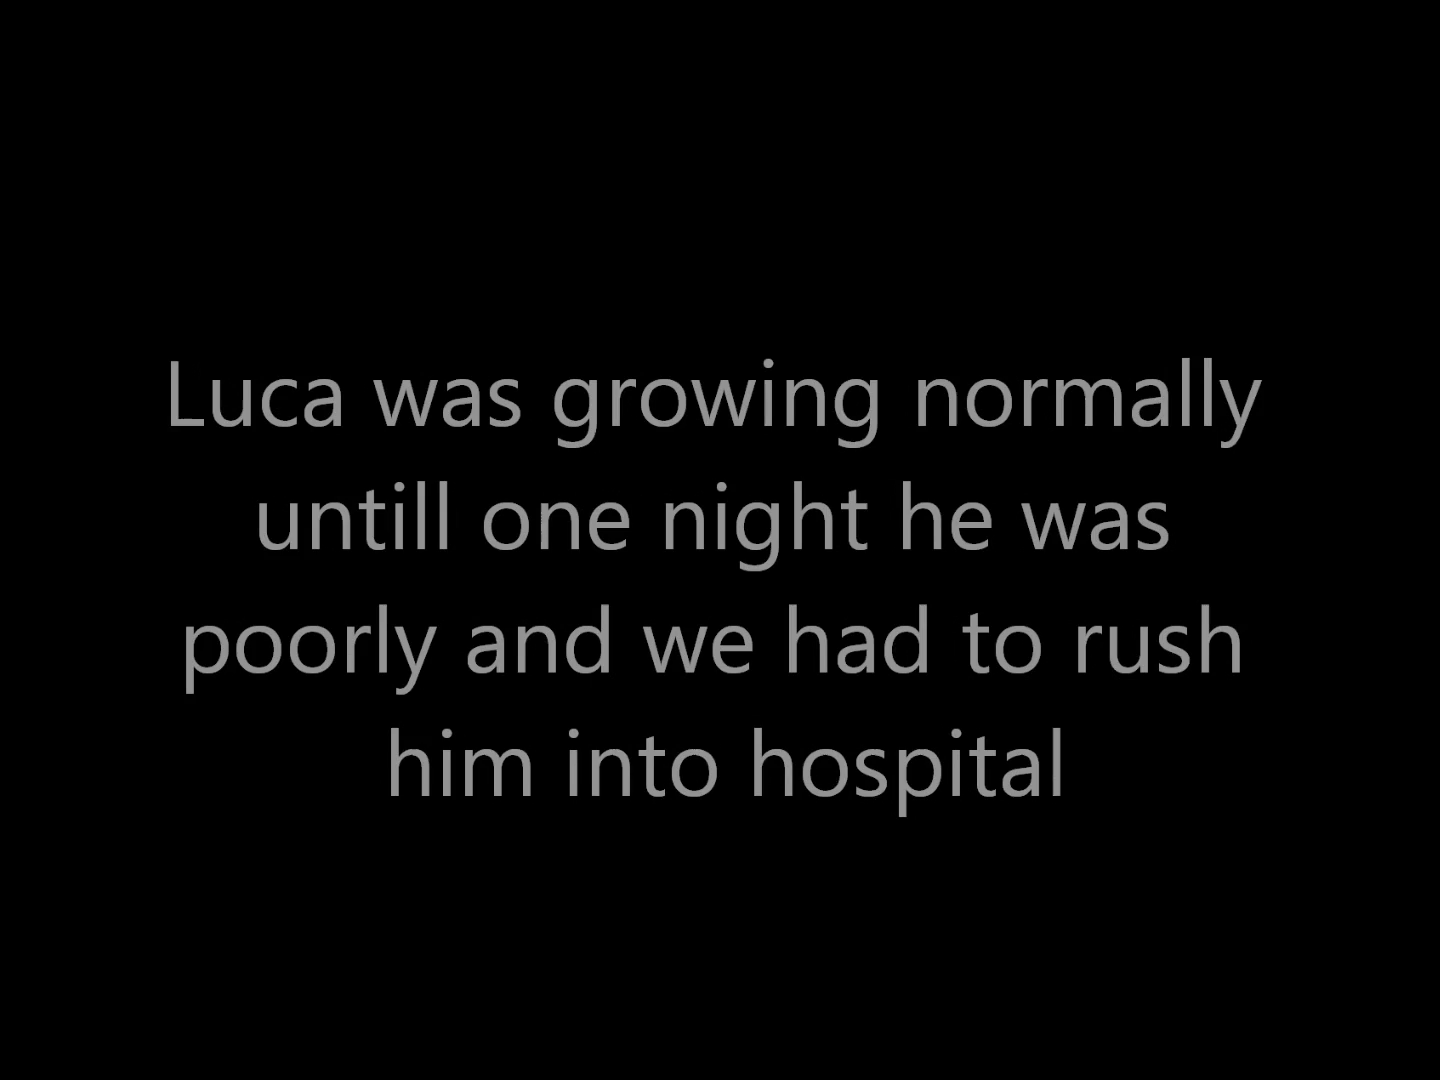 Luca was growing normally
untill one night he was
poorly and we had to rush
him into hospital